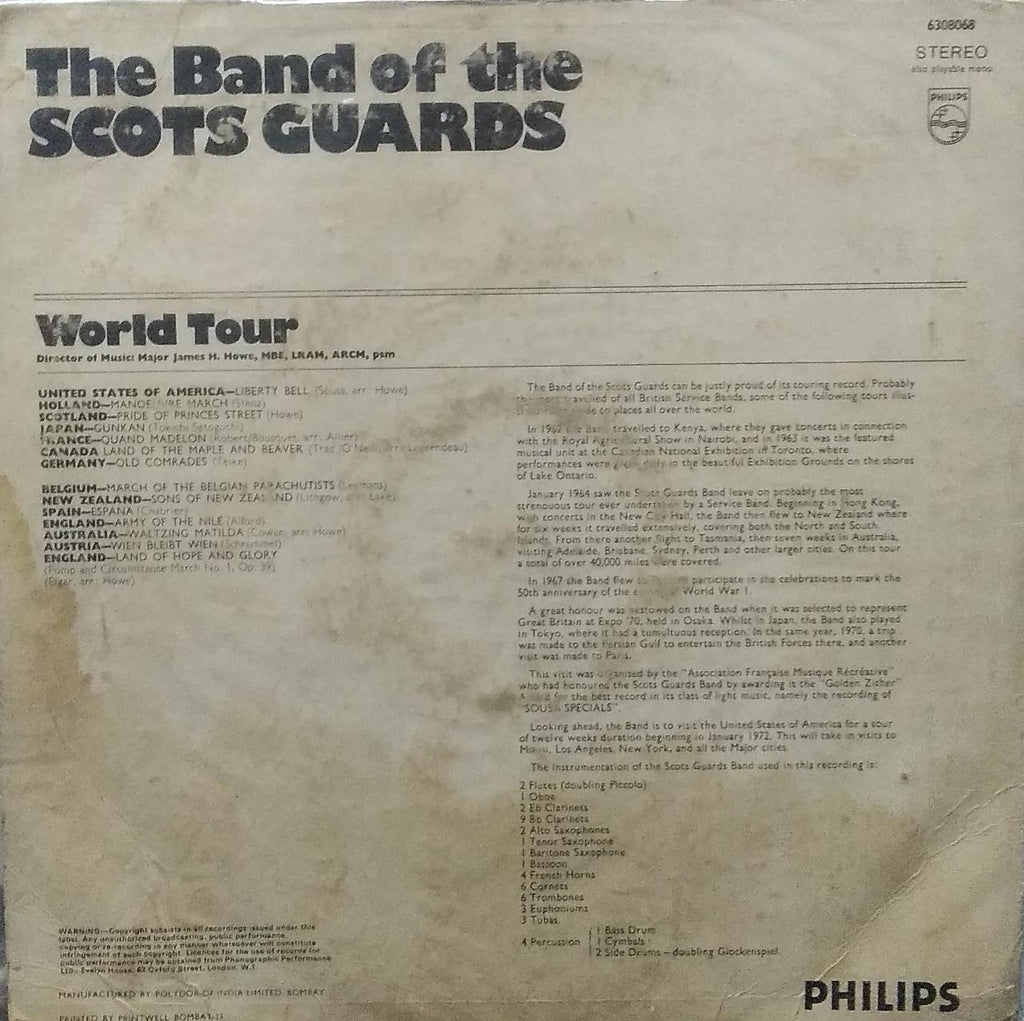 6308068
STEREO
also playable mono
PHILIPS
The Band of the
SCOTS GUARDS
World Tour
Director of Music: Major James H. Howe, MBE, LRAM, ARCM, psm
UNITED STATES OF AMERICA—LIBERTY BELL (Sousa, arr. Howe)
HOLLAND—MANOEUVRE MARCH
SCOTLAND—PRIDE OF PRINCES STREET (Howe)
JAPAN—GUNKAN
FRANCE—QUAND MADELON (Robert/Bousquet, arr. Allier)
CANADA LAND OF THE MAPLE AND BEAVER (Trad. O'Neill, arr. Laurendeau)
GERMANY—OLD COMRADES (Teike)
BELGIUM—MARCH OF THE BELGIAN PARACHUTISTS (Leemans)
NEW ZEALAND—SONS OF NEW ZEALAND (Lithgow, arr. Lake)
SPAIN—ESPANA (Chabrier)
ENGLAND—ARMY OF THE NILE (Alford)
AUSTRALIA—WALTZING MATILDA (Cowan, arr. Howe)
AUSTRIA—WIEN BLEIBT WIEN (Schrammel)
ENGLAND—LAND OF HOPE AND GLORY
(Pomp and Circumstance March No. 1, Op. 39)
(Elgar, arr. Howe)
The Band of the Scots Guards can be justly proud of its touring record. Probably
the most travelled of all British Service Bands, some of the following tours illus-
made to places all over the world.
In 1962 the Band travelled to Kenya, where they gave concerts in connection
with the Royal Agricultural Show in Nairobi, and in 1963 it was the featured
musical unit at the Canadian National Exhibition in Toronto, where
performances were given daily in the beautiful Exhibition Grounds on the shores
of Lake Ontario.
January 1964 saw the Scots Guards Band leave on probably the most
strenuous tour ever undertaken by a Service Band. Beginning in Hong Kong,
with concerts in the New City Hall, the Band then flew to New Zealand where
for six weeks it travelled extensively, covering both the North and South
Islands. From there another flight to Tasmania, then seven weeks in Australia,
visiting Adelaide, Brisbane, Sydney, Perth and other larger cities. On this tour
a total of over 40,000 miles were covered.
In 1967 the Band flew to participate in the celebrations to mark the
50th anniversary of the World War I.
A great honour was bestowed on the Band when it was selected to represent
Great Britain at Expo '70, held in Osaka. Whilst in Japan, the Band also played
in Tokyo, where it had a tumultuous reception. In the same year, 1970, a trip
was made to the Persian Gulf to entertain the British Forces there, and another
visit was made to Paris.
This visit was organised by the "Association Française Musique Récréative"
who had honoured the Scots Guards Band by awarding it the "Golden Zither"
Award for the best record in its class of light music, namely the recording of
"SOUSA SPECIALS".
Looking ahead, the Band is to visit the United States of America for a tour
of twelve weeks duration beginning in January 1972. This will take in visits to
Miami, Los Angeles, New York, and all the Major cities.
The instrumentation of the Scots Guards Band used in this recording is:
2 Flutes (doubling Piccolo)
1 Oboe
2 Eb Clarinets
9 Bb Clarinets
2 Alto Saxophones
1 Tenor Saxophone
1 Baritone Saxophone
1 Bassoon
4 French Horns
6 Cornets
6 Trombones
3 Euphoniums
3 Tubas
4 Percussion
1 Bass Drum
1 Cymbals
2 Side Drums – doubling Glockenspiel.
WARNING:—Copyright subsists in all recordings issued under this
label. Any unauthorised broadcasting, public performance,
copying or re-recording in any manner whatsoever will constitute
infringement of such copyright. Licences for the use of records for
public performance may be obtained from Phonographic Performance
LTD. Evelyn House, 62 Oxford Street, London, W.1
MANUFACTURED BY POLYDOR OF INDIA LIMITED, BOMBAY
PRINTED BY PRINTWELL BOMBAY-13
PHILIPS